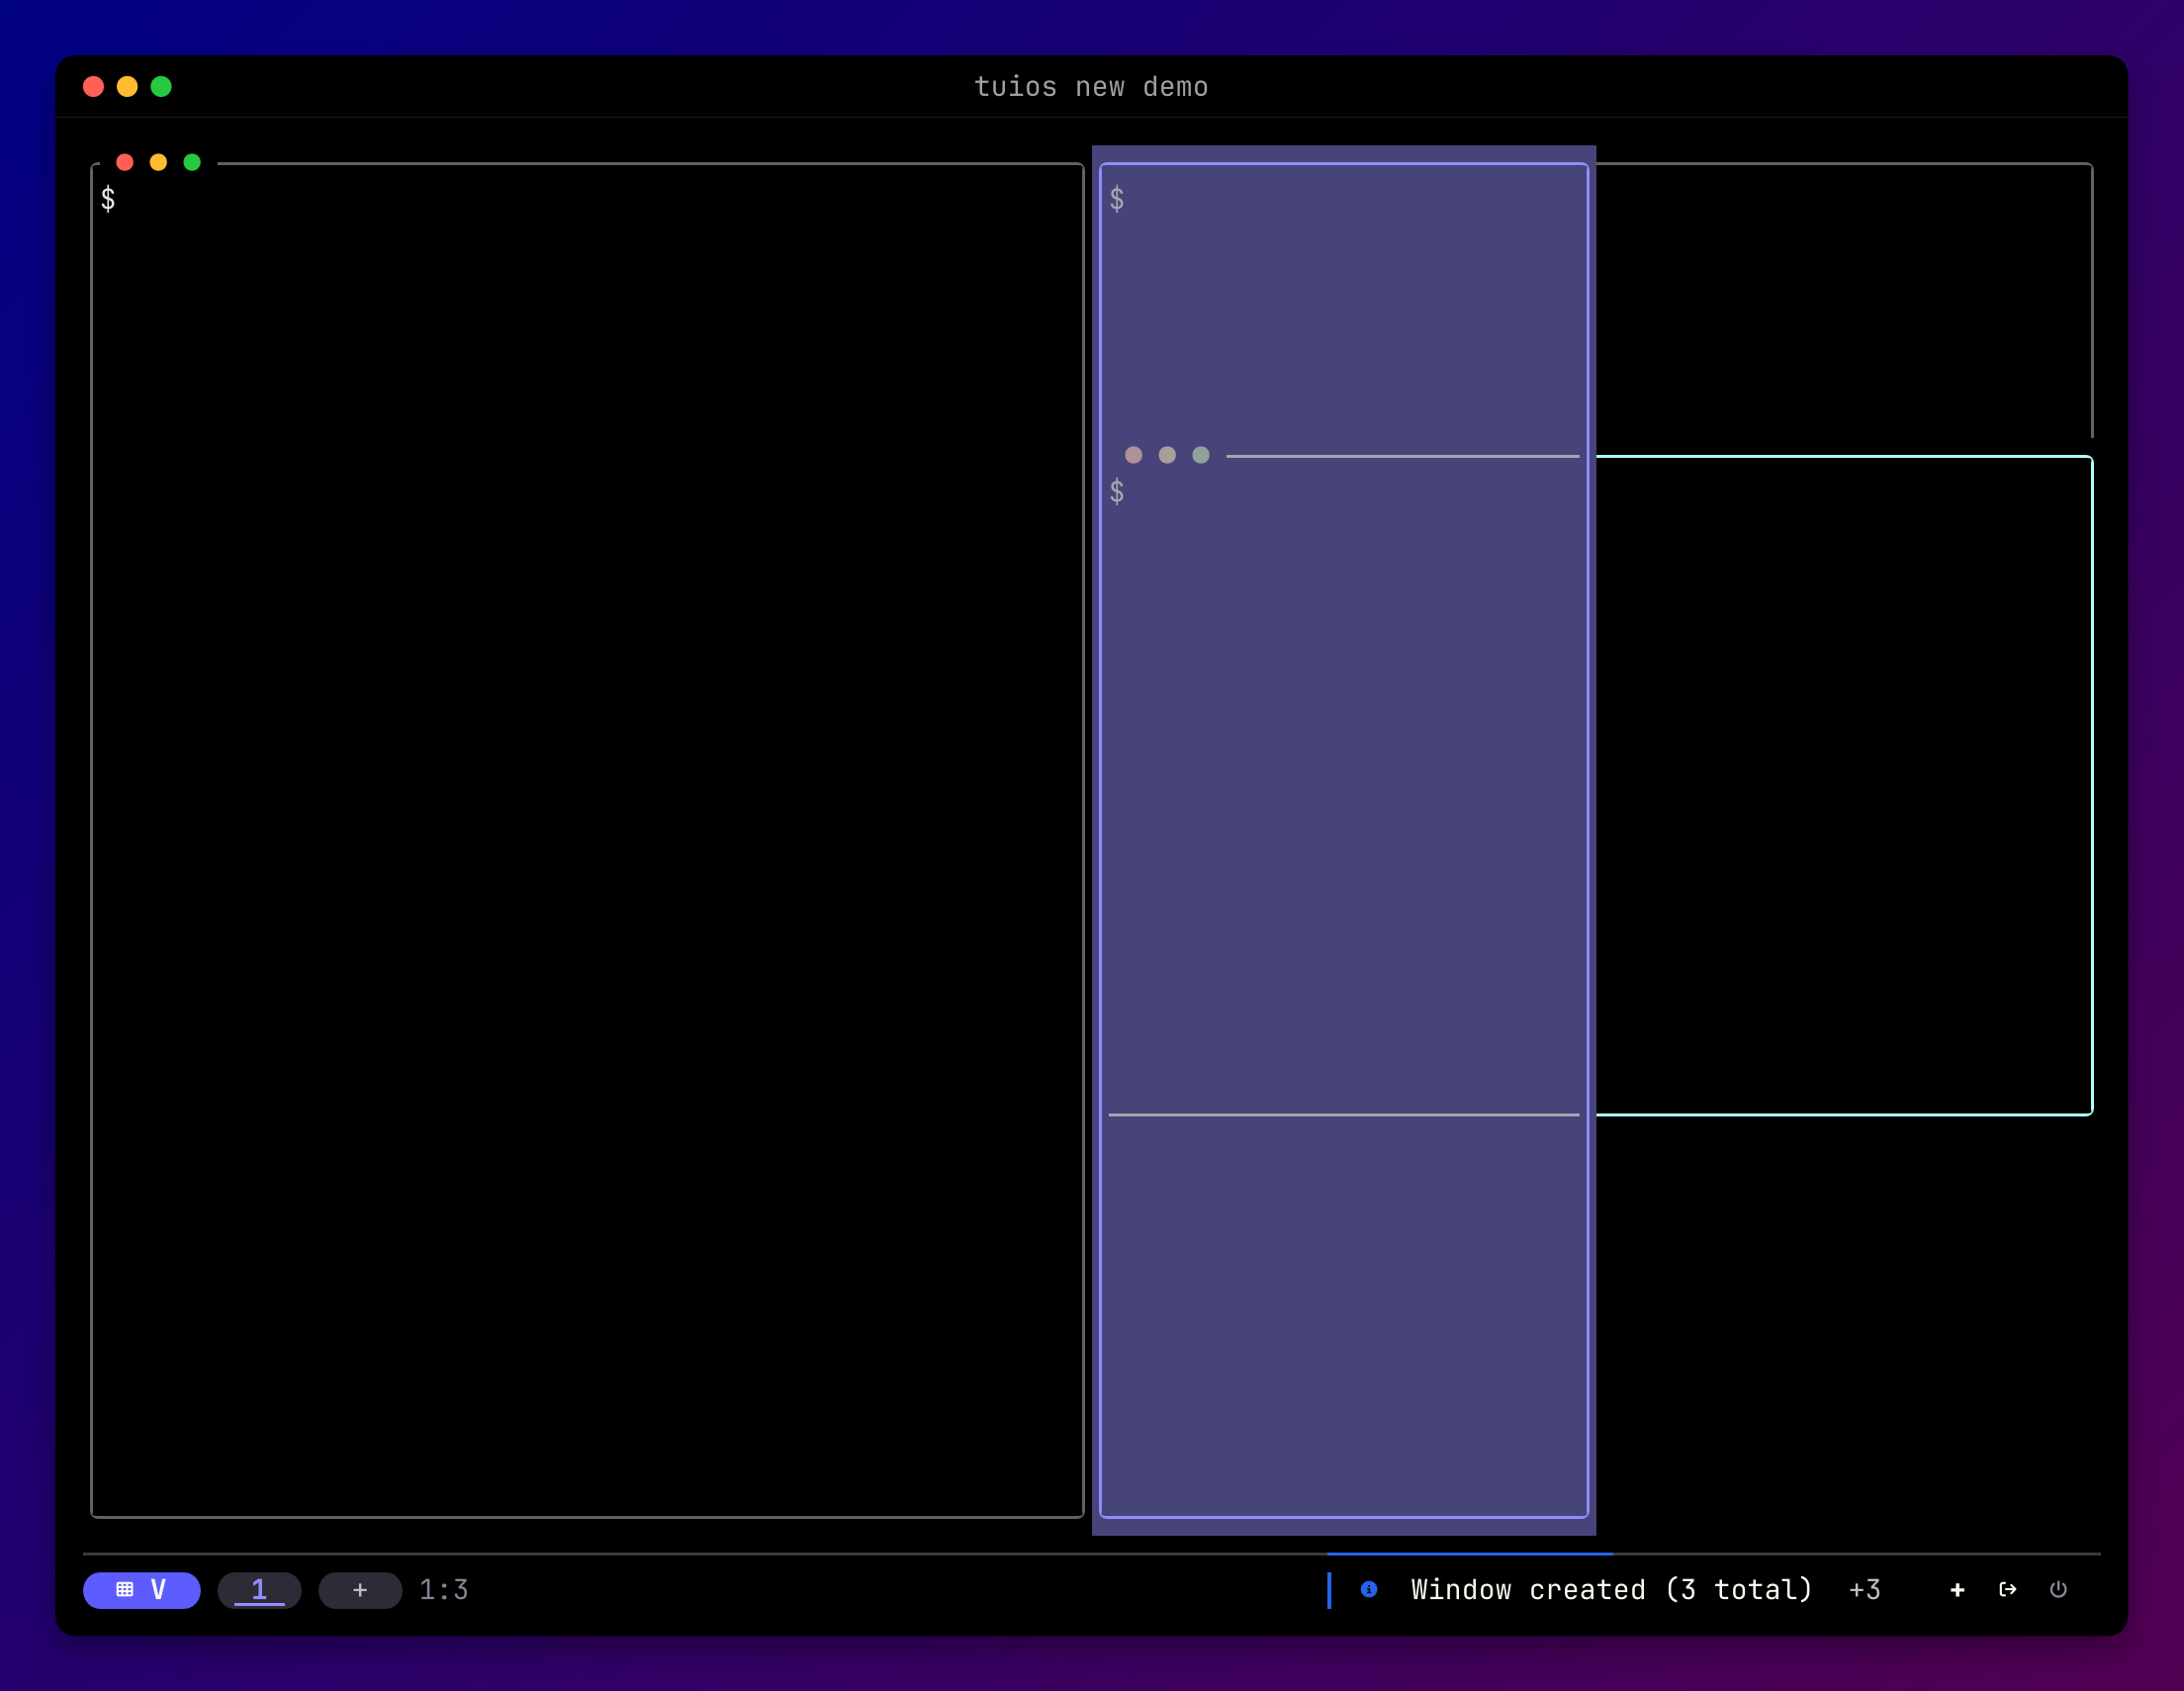 tuios new demo
$
$
$
V 1 + 1:3 Window created (3 total) +3 +